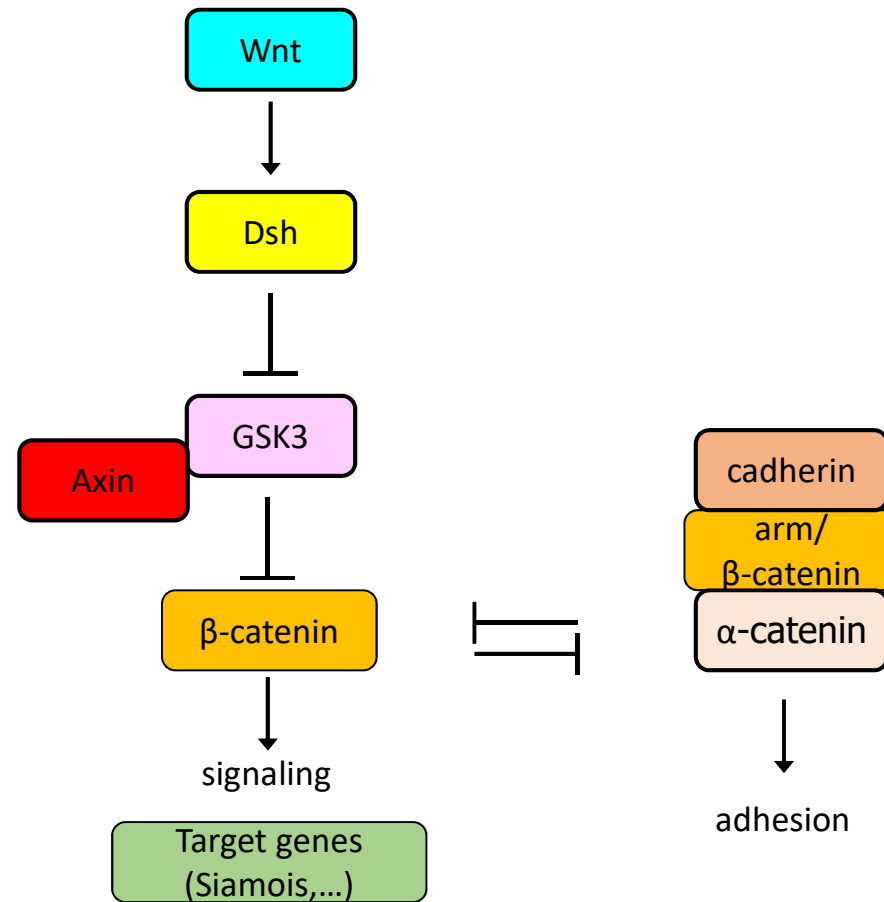 Wnt
Dsh
GSK3
Axin
β-catenin
signaling
Target genes
(Siamois,...)
cadherin
arm/
β-catenin
α-catenin
adhesion